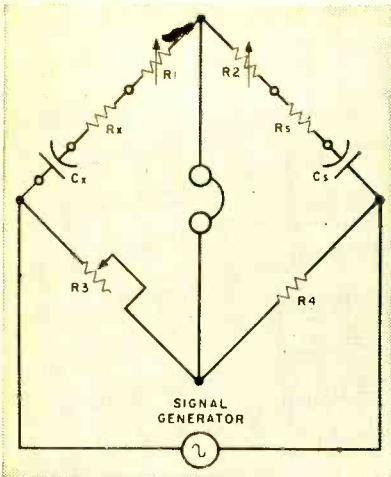 R1
R2
Rx
Rs
Cx
Cs
R3
R4
SIGNAL
GENERATOR